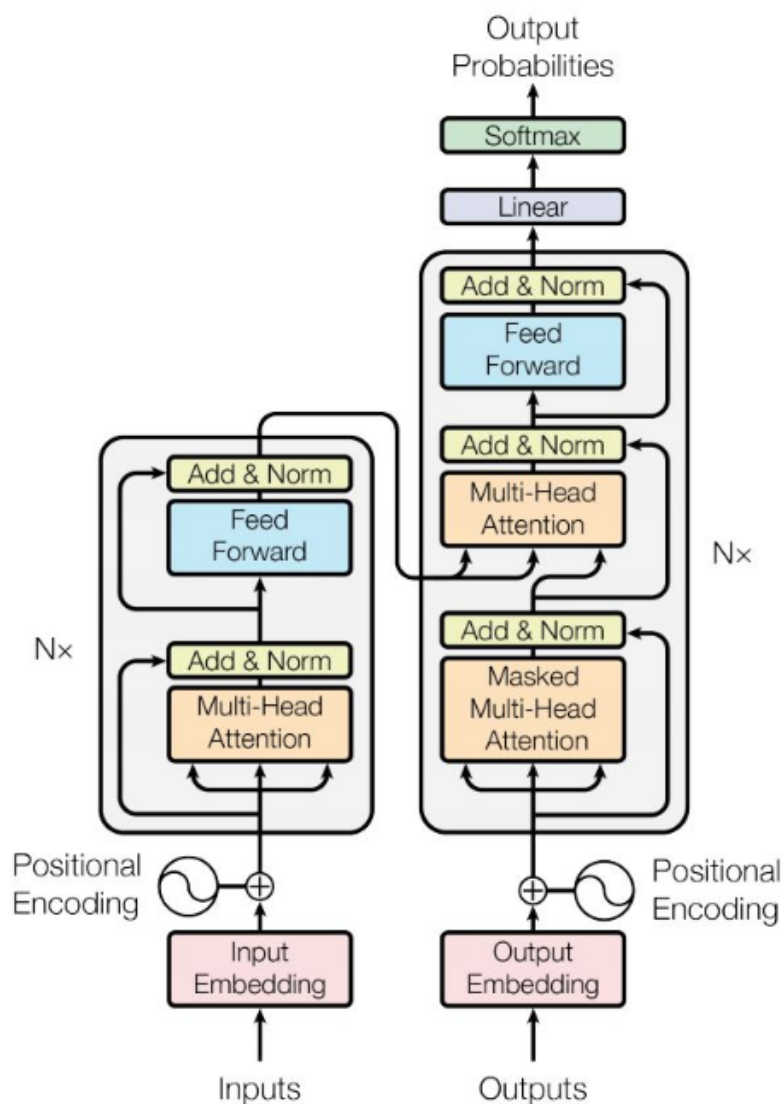 Output
Probabilities
Softmax
Linear
Add & Norm
Feed
Forward
Add & Norm
Multi-Head
Attention
Add & Norm
Masked
Multi-Head
Attention
N×
Add & Norm
Feed
Forward
Add & Norm
Multi-Head
Attention
N×
Positional
Encoding
Positional
Encoding
Input
Embedding
Output
Embedding
Inputs
Outputs